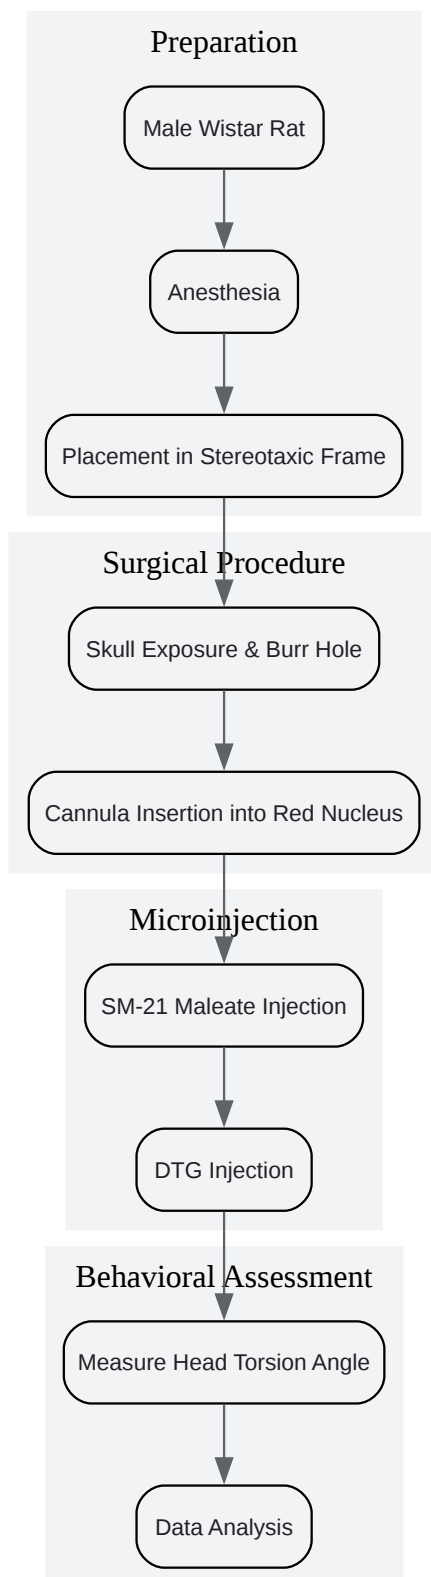 Preparation
Male Wistar Rat
Anesthesia
Placement in Stereotaxic Frame
Surgical Procedure
Skull Exposure & Burr Hole
Cannula Insertion into Red Nucleus
Microinjection
SM-21 Maleate Injection
DTG Injection
Behavioral Assessment
Measure Head Torsion Angle
Data Analysis